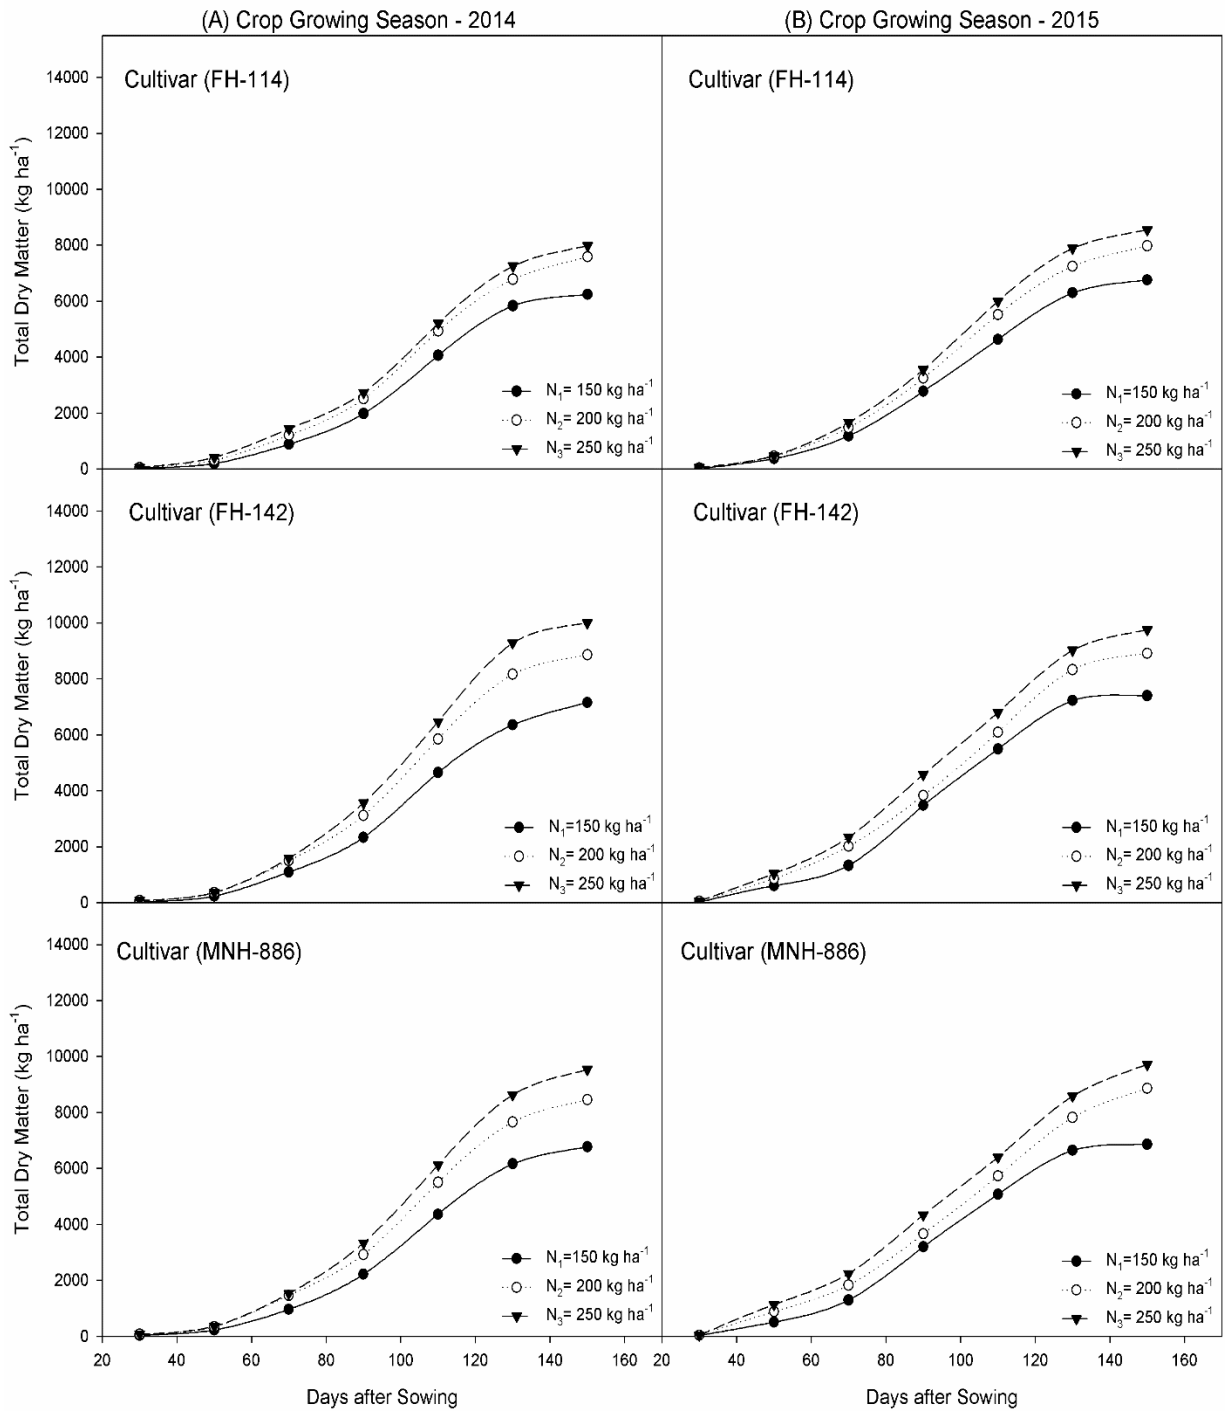 (A) Crop Growing Season - 2014
(B) Crop Growing Season - 2015
Cultivar (FH-114)
14000
12000
10000
8000
6000
4000
2000
0
Total Dry Matter (kg ha⁻¹)
N₁= 150 kg ha⁻¹
N₂= 200 kg ha⁻¹
N₃= 250 kg ha⁻¹
Cultivar (FH-114)
N₁=150 kg ha⁻¹
N₂= 200 kg ha⁻¹
N₃= 250 kg ha⁻¹
Cultivar (FH-142)
14000
12000
10000
8000
6000
4000
2000
0
Total Dry Matter (kg ha⁻¹)
N₁=150 kg ha⁻¹
N₂= 200 kg ha⁻¹
N₃= 250 kg ha⁻¹
Cultivar (FH-142)
N₁=150 kg ha⁻¹
N₂= 200 kg ha⁻¹
N₃= 250 kg ha⁻¹
Cultivar (MNH-886)
14000
12000
10000
8000
6000
4000
2000
0
Total Dry Matter (kg ha⁻¹)
N₁=150 kg ha⁻¹
N₂= 200 kg ha⁻¹
N₃= 250 kg ha⁻¹
Cultivar (MNH-886)
N₁=150 kg ha⁻¹
N₂= 200 kg ha⁻¹
N₃= 250 kg ha⁻¹
20 40 60 80 100 120 140 160
20 40 60 80 100 120 140 160
Days after Sowing
Days after Sowing